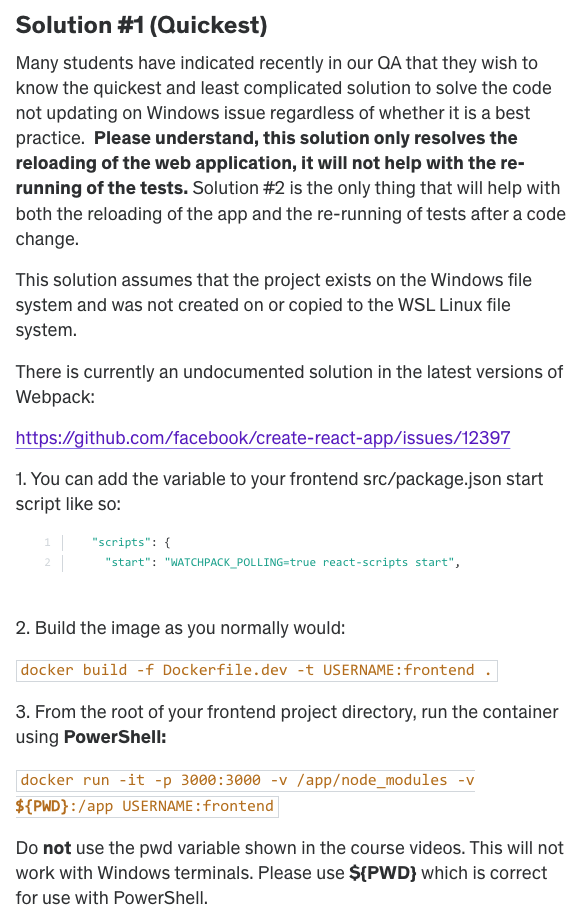 Solution #1 (Quickest)
Many students have indicated recently in our QA that they wish to
know the quickest and least complicated solution to solve the code
not updating on Windows issue regardless of whether it is a best
practice.  Please understand, this solution only resolves the
reloading of the web application, it will not help with the re-
running of the tests. Solution #2 is the only thing that will help with
both the reloading of the app and the re-running of tests after a code
change.
This solution assumes that the project exists on the Windows file
system and was not created on or copied to the WSL Linux file
system.
There is currently an undocumented solution in the latest versions of
Webpack:
https://github.com/facebook/create-react-app/issues/12397
1. You can add the variable to your frontend src/package.json start
script like so:
1 "scripts": {
2 "start": "WATCHPACK_POLLING=true react-scripts start",
2. Build the image as you normally would:
docker build -f Dockerfile.dev -t USERNAME:frontend .
3. From the root of your frontend project directory, run the container
using PowerShell:
docker run -it -p 3000:3000 -v /app/node_modules -v
${PWD}:/app USERNAME:frontend
Do not use the pwd variable shown in the course videos. This will not
work with Windows terminals. Please use ${PWD} which is correct
for use with PowerShell.